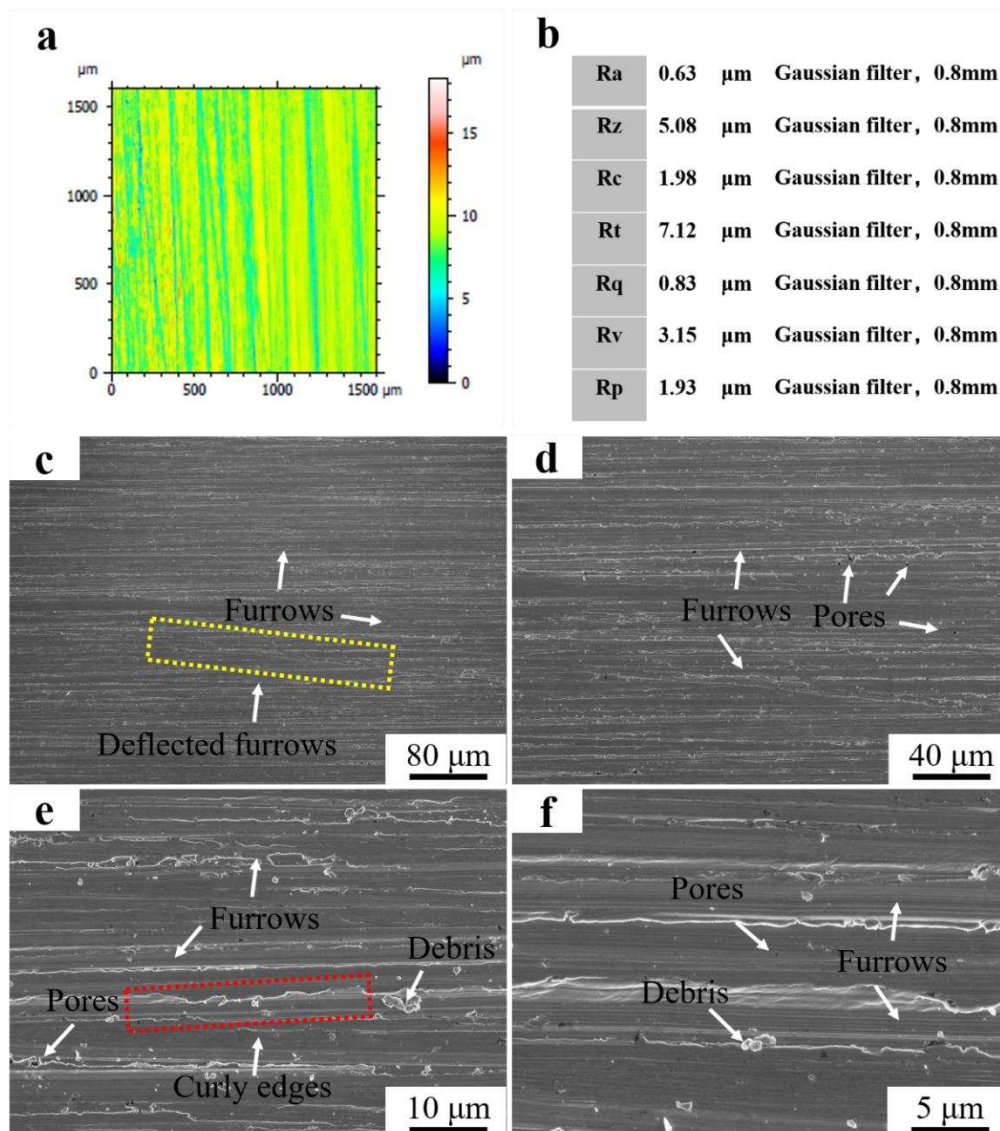 a
b
μm
1500
1000
500
0
0 500 1000 1500 μm
μm
15
10
5
0
Ra 0.63 μm Gaussian filter, 0.8mm
Rz 5.08 μm Gaussian filter, 0.8mm
Rc 1.98 μm Gaussian filter, 0.8mm
Rt 7.12 μm Gaussian filter, 0.8mm
Rq 0.83 μm Gaussian filter, 0.8mm
Rv 3.15 μm Gaussian filter, 0.8mm
Rp 1.93 μm Gaussian filter, 0.8mm
c
Furrows
Deflected furrows
80 μm
d
Furrows
Pores
40 μm
e
Furrows
Debris
Pores
Curly edges
10 μm
f
Pores
Furrows
Debris
5 μm